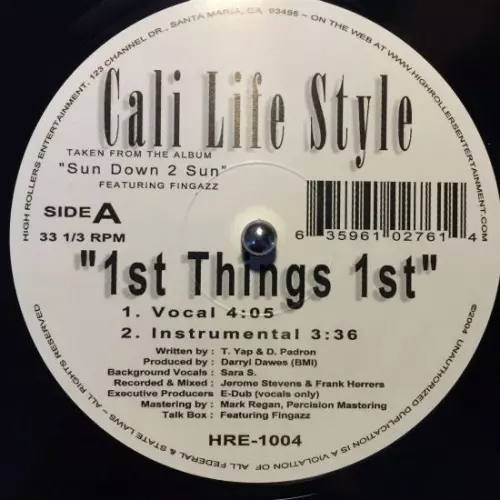 HIGH ROLLERS ENTERTAINMENT, 123 CHANNEL DR., SANTA MARIA, CA, 93455 ~ ON THE WEB AT WWW.HIGHROLLERSENTERTAINMENT.COM
Cali Life Style
TAKEN FROM THE ALBUM
"Sun Down 2 Sun"
FEATURING FINGAZZ
SIDE A
33 1/3 RPM
6 35961 02761 4
"1st Things 1st"
1. Vocal 4:05
2. Instrumental 3:36
Written by : T. Yap & D. Padron
Produced by : Darryl Dawes (BMI)
Background Vocals : Sara S.
Recorded & Mixed : Jerome Stevens & Frank Herrers
Executive Producers E-Dub (vocals only)
Mastering by : Mark Regan, Percision Mastering
Talk Box : Featuring Fingazz
HRE-1004
©2004 UNAUTHORIZED DUPLICATION IS A VIOLATION OF ALL FEDERAL & STATE LAWS ~ ALL RIGHTS RESERVED